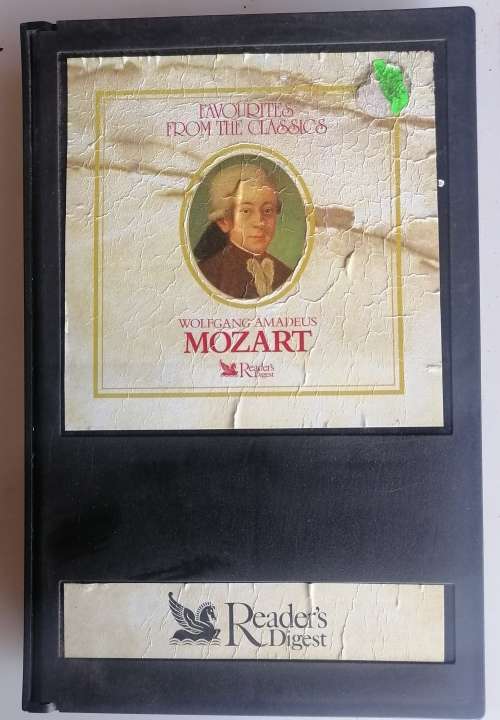 FAVOURITES
FROM THE CLASSICS
WOLFGANG AMADEUS
MOZART
Reader's
Digest
Reader's
Digest